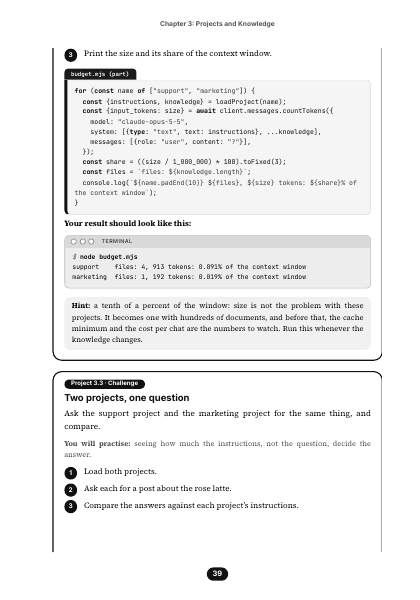 Chapter 3: Projects and Knowledge
3 Print the size and its share of the context window.
budget.mjs (part)
for (const name of ["support", "marketing"]) {
const {instructions, knowledge} = loadProject(name);
const {input_tokens: size} = await client.messages.countTokens({
model: "claude-opus-5-5",
system: [{type: "text", text: instructions}, ...knowledge],
messages: [{role: "user", content: "?"}],
});
const share = ((size / 1_000_000) * 100).toFixed(3);
const files = `files: ${knowledge.length}`;
console.log(`${name.padEnd(10)} ${files}, ${size} tokens: ${share}% of
the context window`);
}
Your result should look like this:
TERMINAL
$ node budget.mjs
support files: 4, 913 tokens: 0.091% of the context window
marketing files: 1, 192 tokens: 0.019% of the context window
Hint: a tenth of a percent of the window: size is not the problem with these
projects. It becomes one with hundreds of documents, and before that, the cache
minimum and the cost per chat are the numbers to watch. Run this whenever the
knowledge changes.
Project 3.3 · Challenge
Two projects, one question
Ask the support project and the marketing project for the same thing, and
compare.
You will practise: seeing how much the instructions, not the question, decide the
answer.
1 Load both projects.
2 Ask each for a post about the rose latte.
3 Compare the answers against each project's instructions.
39